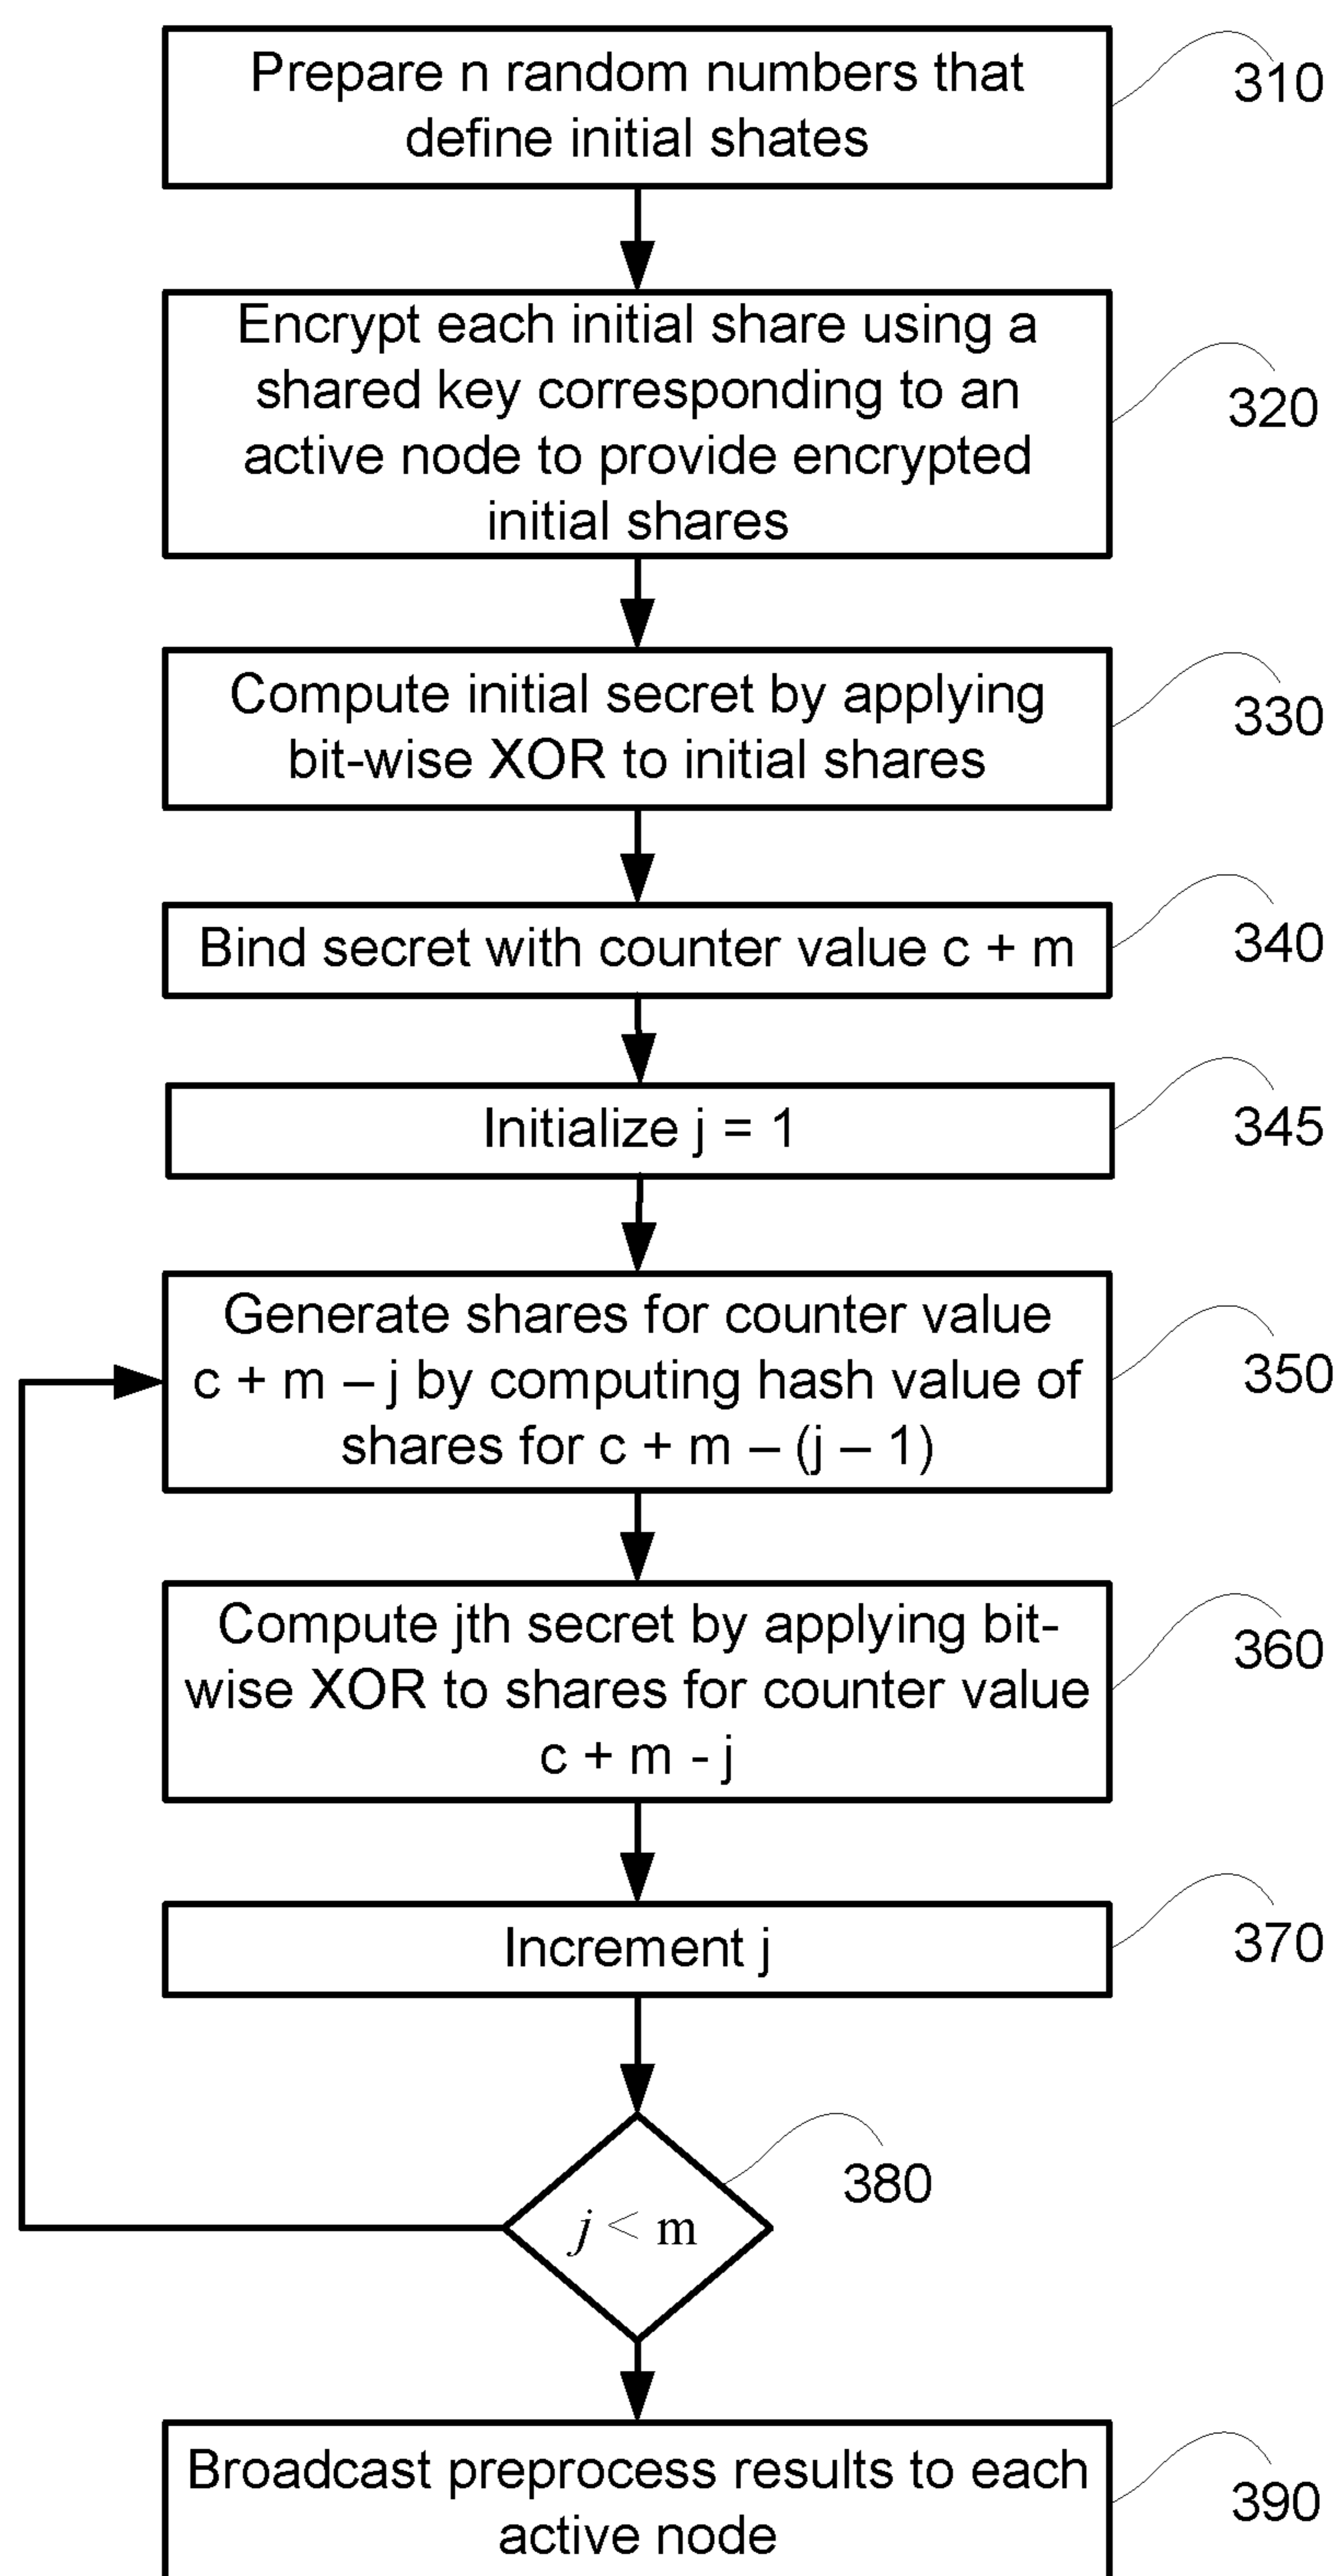 Prepare n random numbers that
define initial shates
310
Encrypt each initial share using a
shared key corresponding to an
active node to provide encrypted
initial shares
320
Compute initial secret by applying
bit-wise XOR to initial shares
330
Bind secret with counter value c + m
340
Initialize j = 1
345
Generate shares for counter value
c + m – j by computing hash value of
shares for c + m – (j – 1)
350
Compute jth secret by applying bit-
wise XOR to shares for counter value
c + m - j
360
Increment j
370
j < m
380
Broadcast preprocess results to each
active node
390